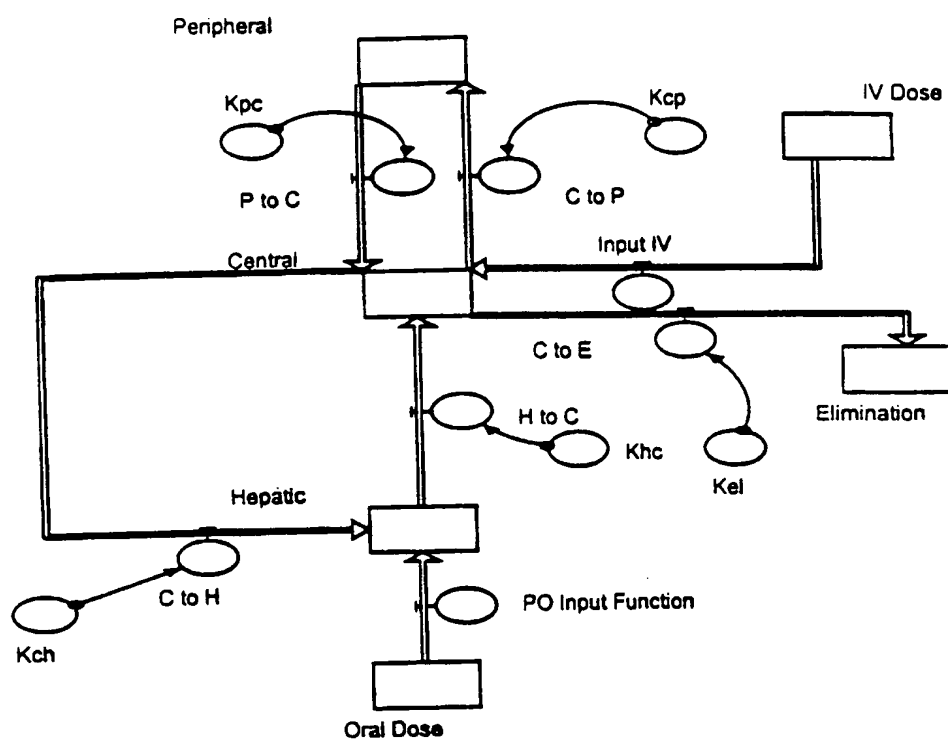 Peripheral
Kpc
Kcp
IV Dose
P to C
C to P
Central
Input IV
C to E
Elimination
H to C
Khc
Kel
Hepatic
C to H
Kch
PO Input Function
Oral Dose